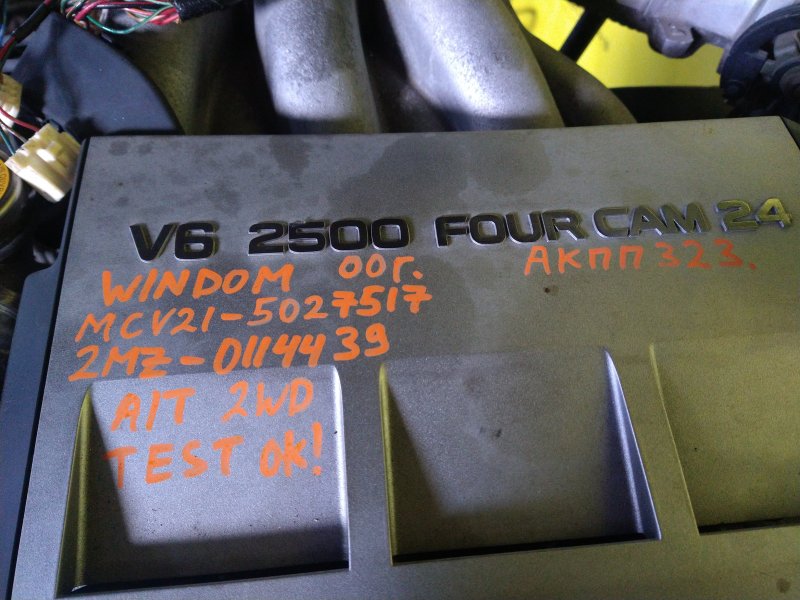 V6 2500 FOUR CAM 24
WINDOM 00г.
АКПП 323.
MCV21-5027517
2MZ-0114439
A/T 2WD
TEST OK!